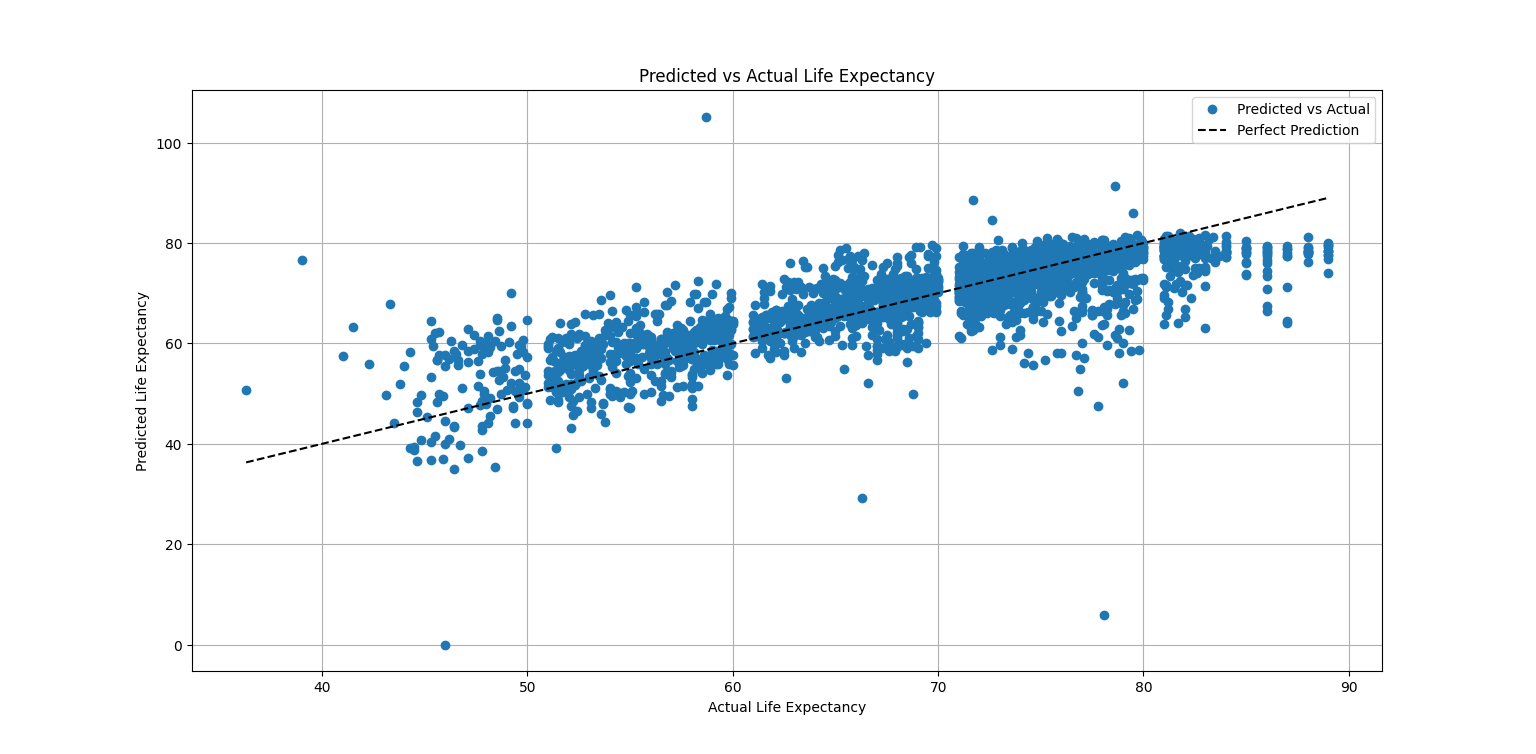 Predicted vs Actual Life Expectancy
Predicted vs Actual
Perfect Prediction
100
80
60
40
20
0
Predicted Life Expectancy
40 50 60 70 80 90
Actual Life Expectancy